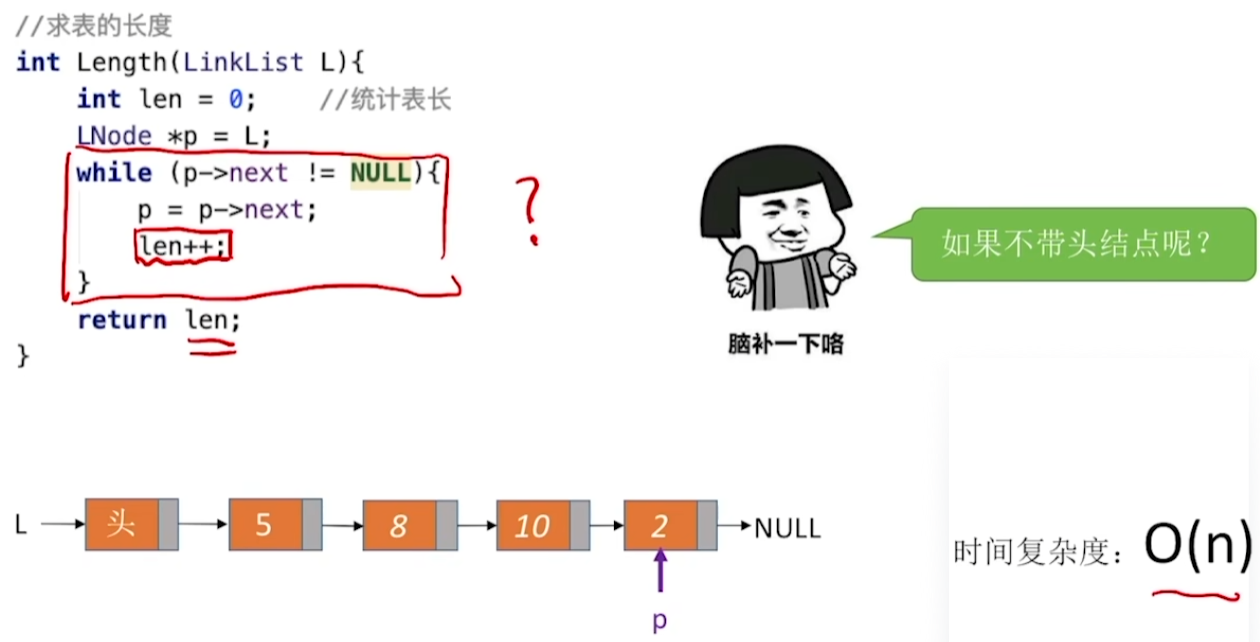 //求表的长度
int Length(LinkList L){
int len = 0; //统计表长
LNode *p = L;
while (p->next != NULL){
p = p->next;
len++;
}
return len;
}
?
如果不带头结点呢？
脑补一下咯
L 头 5 8 10 2 NULL
p
时间复杂度：O(n)